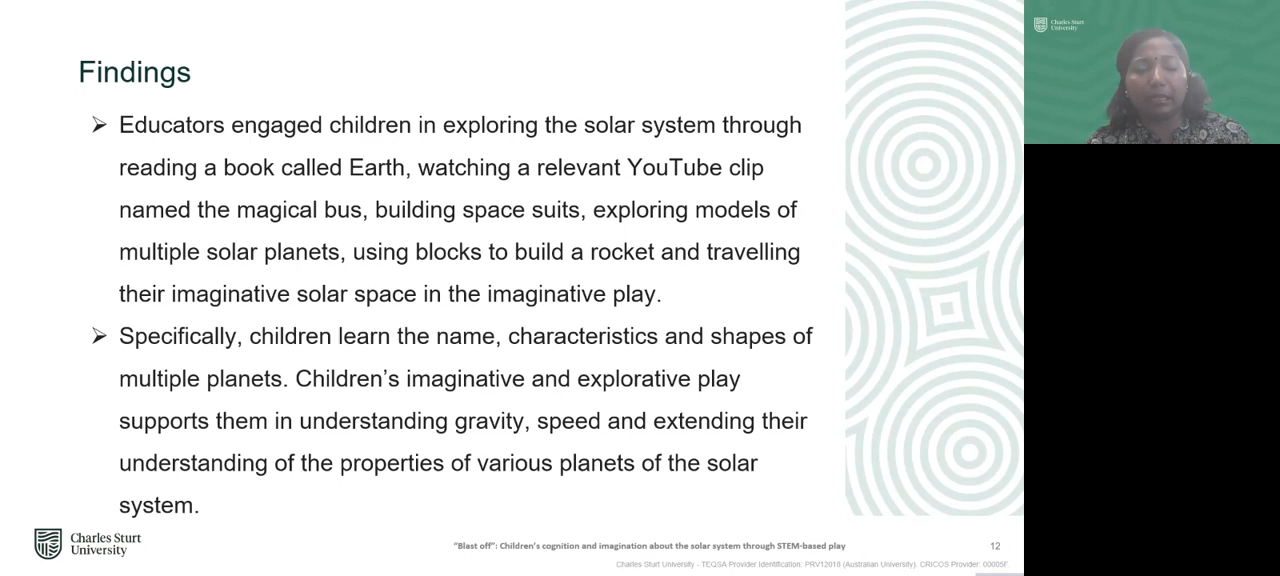 Findings
➢ Educators engaged children in exploring the solar system through
reading a book called Earth, watching a relevant YouTube clip
named the magical bus, building space suits, exploring models of
multiple solar planets, using blocks to build a rocket and travelling
their imaginative solar space in the imaginative play.
➢ Specifically, children learn the name, characteristics and shapes of
multiple planets. Children’s imaginative and explorative play
supports them in understanding gravity, speed and extending their
understanding of the properties of various planets of the solar
system.
Charles Sturt
University
“Blast off”: Children’s cognition and imagination about the solar system through STEM-based play
12
Charles Sturt University - TEQSA Provider Identification: PRV12018 (Australian University). CRICOS Provider: 00005F.
Charles Sturt
University